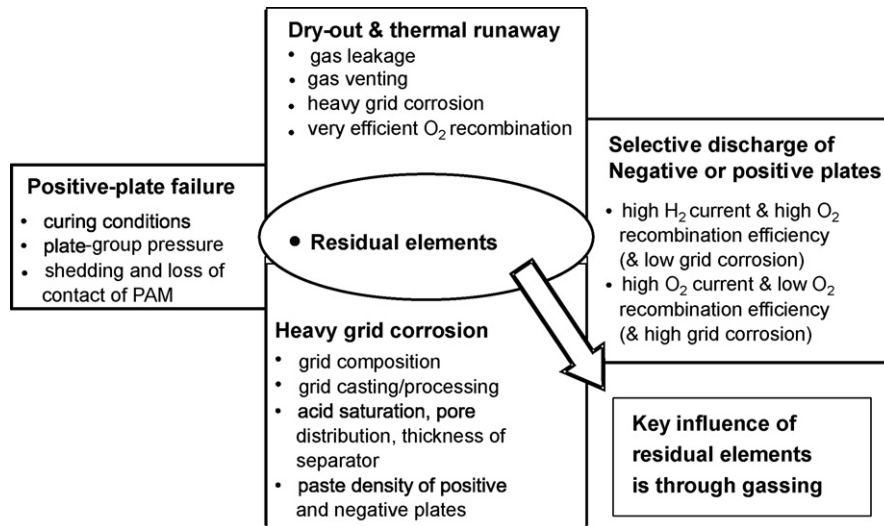 Dry-out & thermal runaway
• gas leakage
• gas venting
• heavy grid corrosion
• very efficient O₂ recombination
Positive-plate failure
• curing conditions
• plate-group pressure
• shedding and loss of
contact of PAM
• Residual elements
Selective discharge of
Negative or positive plates
• high H₂ current & high O₂
recombination efficiency
(& low grid corrosion)
• high O₂ current & low O₂
recombination efficiency
(& high grid corrosion)
Heavy grid corrosion
• grid composition
• grid casting/processing
• acid saturation, pore
distribution, thickness of
separator
• paste density of positive
and negative plates
Key influence of
residual elements
is through gassing